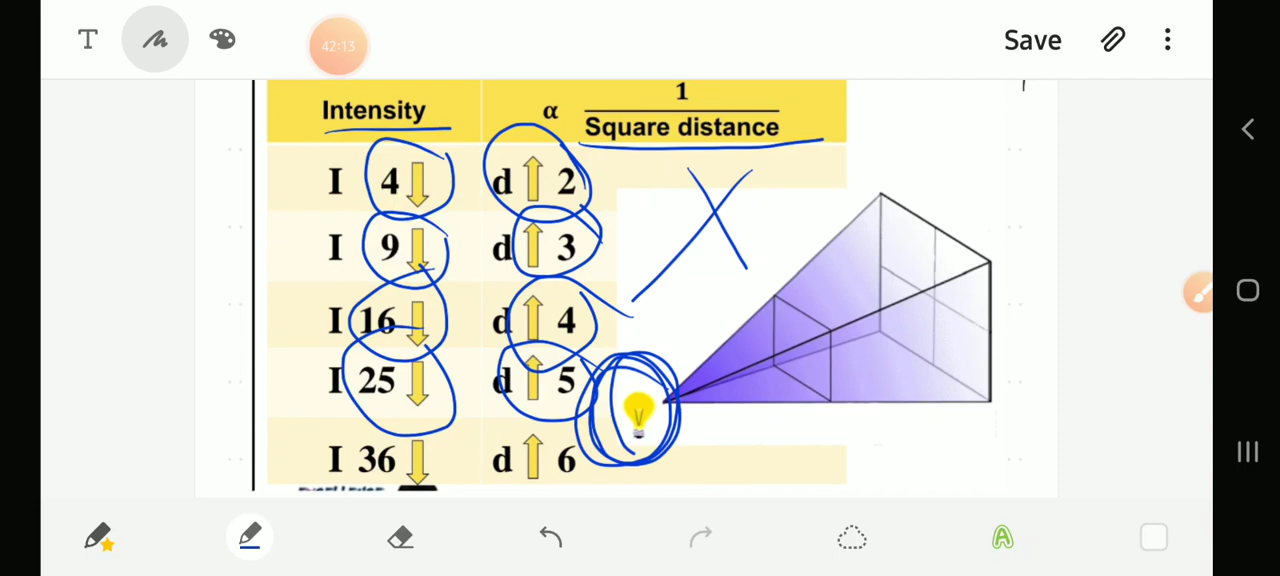 T
42:13
Save
Intensity α 1
Square distance
I 4 d 2
I 9 d 3
I 16 d 4
I 25 d 5
I 36 d 6
A